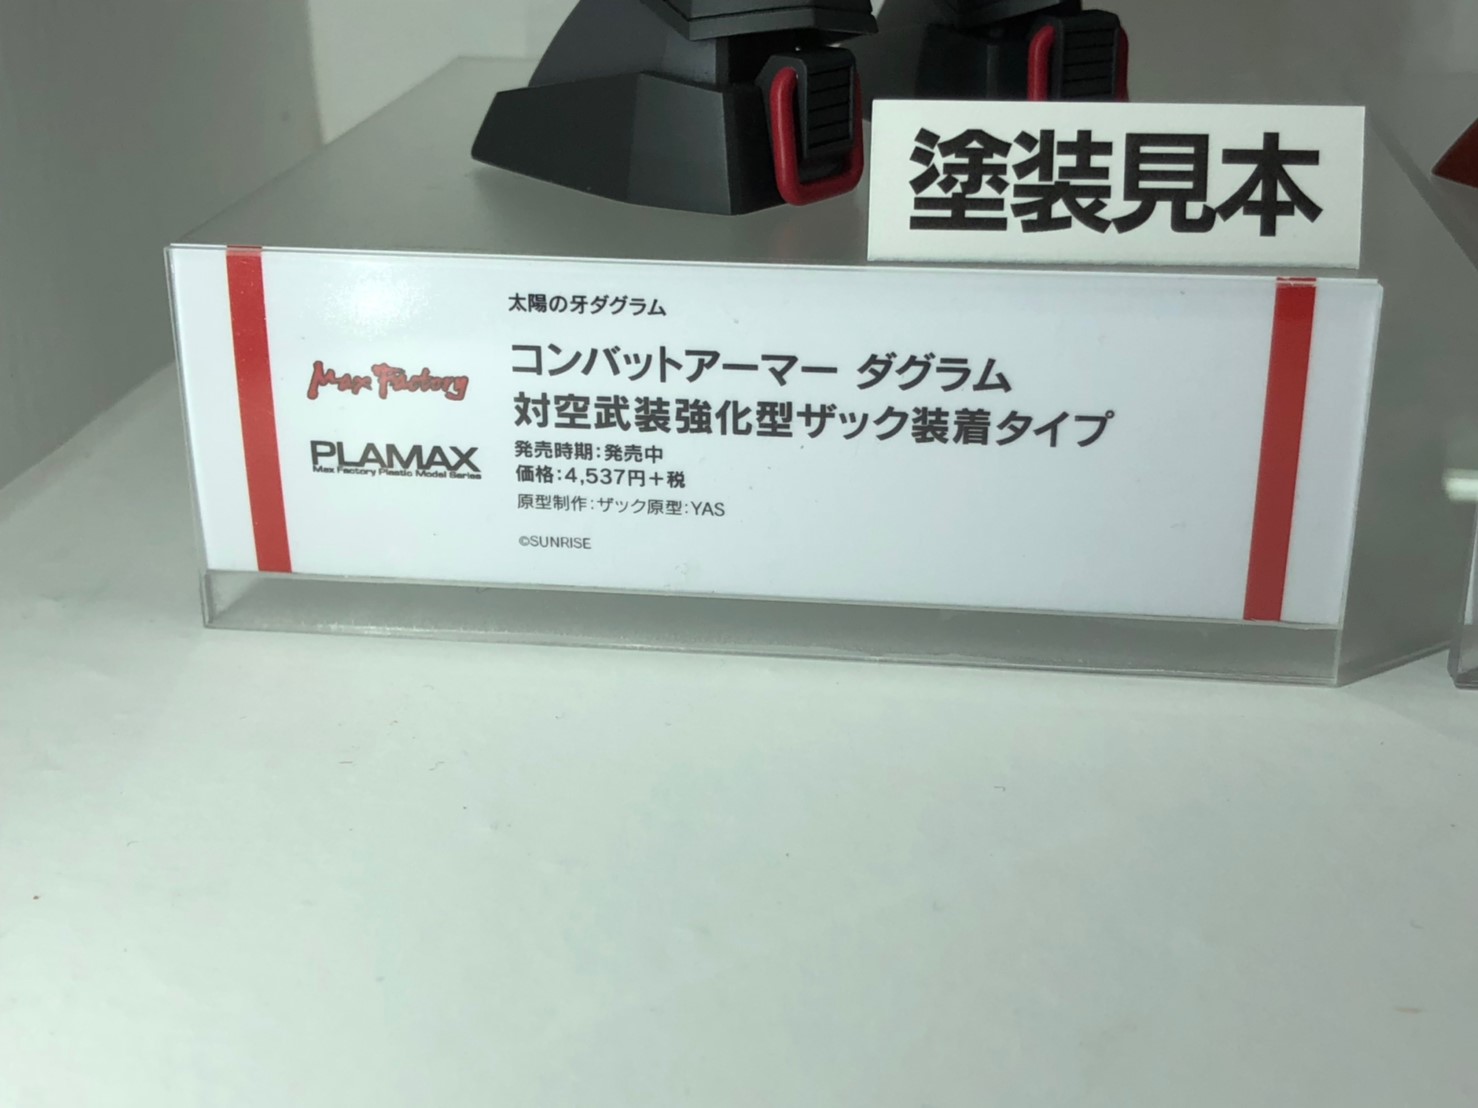 塗装見本
太陽の牙ダグラム
コンバットアーマー ダグラム
対空武装強化型ザック装着タイプ
発売時期:発売中
価格:4,537円+税
原型制作:ザック原型:YAS
©SUNRISE
Max Factory
PLAMAX
Max Factory Plastic Model Series